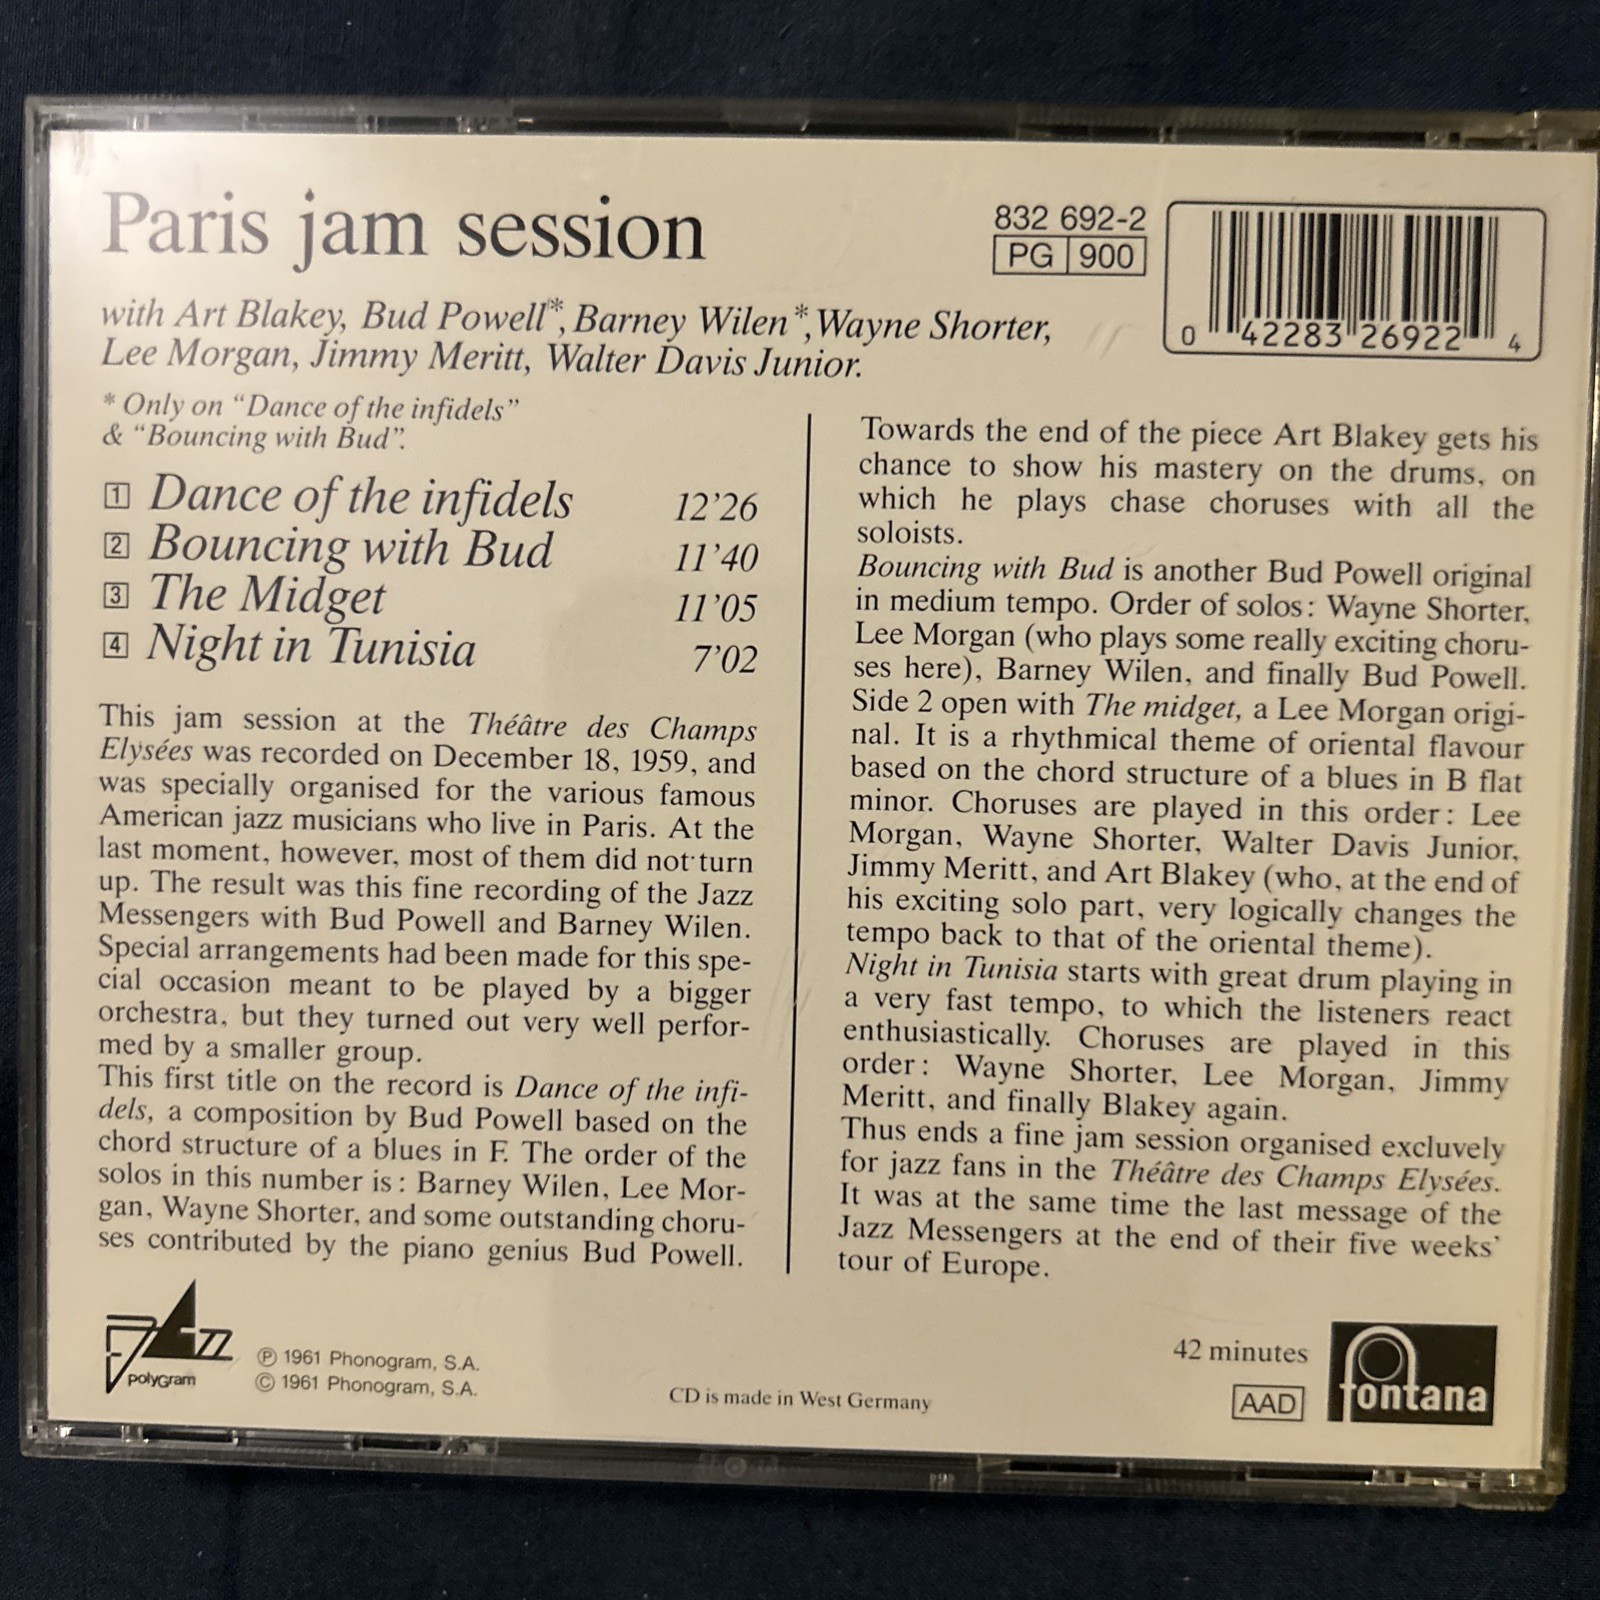 Paris jam session
832 692-2
PG 900
0 42283 26922 4
with Art Blakey, Bud Powell*, Barney Wilen*, Wayne Shorter,
Lee Morgan, Jimmy Meritt, Walter Davis Junior.
* Only on “Dance of the infidels”
& “Bouncing with Bud”.
1 Dance of the infidels 12’26
2 Bouncing with Bud 11’40
3 The Midget 11’05
4 Night in Tunisia 7’02
This jam session at the Théâtre des Champs
Elysées was recorded on December 18, 1959, and
was specially organised for the various famous
American jazz musicians who live in Paris. At the
last moment, however, most of them did not turn
up. The result was this fine recording of the Jazz
Messengers with Bud Powell and Barney Wilen.
Special arrangements had been made for this spe-
cial occasion meant to be played by a bigger
orchestra, but they turned out very well perfor-
med by a smaller group.
This first title on the record is Dance of the infi-
dels, a composition by Bud Powell based on the
chord structure of a blues in F. The order of the
solos in this number is : Barney Wilen, Lee Mor-
gan, Wayne Shorter, and some outstanding choru-
ses contributed by the piano genius Bud Powell.
Towards the end of the piece Art Blakey gets his
chance to show his mastery on the drums, on
which he plays chase choruses with all the
soloists.
Bouncing with Bud is another Bud Powell original
in medium tempo. Order of solos : Wayne Shorter,
Lee Morgan (who plays some really exciting choru-
ses here), Barney Wilen, and finally Bud Powell.
Side 2 open with The midget, a Lee Morgan origi-
nal. It is a rhythmical theme of oriental flavour
based on the chord structure of a blues in B flat
minor. Choruses are played in this order : Lee
Morgan, Wayne Shorter, Walter Davis Junior,
Jimmy Meritt, and Art Blakey (who, at the end of
his exciting solo part, very logically changes the
tempo back to that of the oriental theme).
Night in Tunisia starts with great drum playing in
a very fast tempo, to which the listeners react
enthusiastically. Choruses are played in this
order : Wayne Shorter, Lee Morgan, Jimmy
Meritt, and finally Blakey again.
Thus ends a fine jam session organised excluvely
for jazz fans in the Théâtre des Champs Elysées.
It was at the same time the last message of the
Jazz Messengers at the end of their five weeks’
tour of Europe.
JAZZ
polyGram
Ⓟ 1961 Phonogram, S.A.
© 1961 Phonogram, S.A.
CD is made in West Germany
42 minutes
AAD
fontana